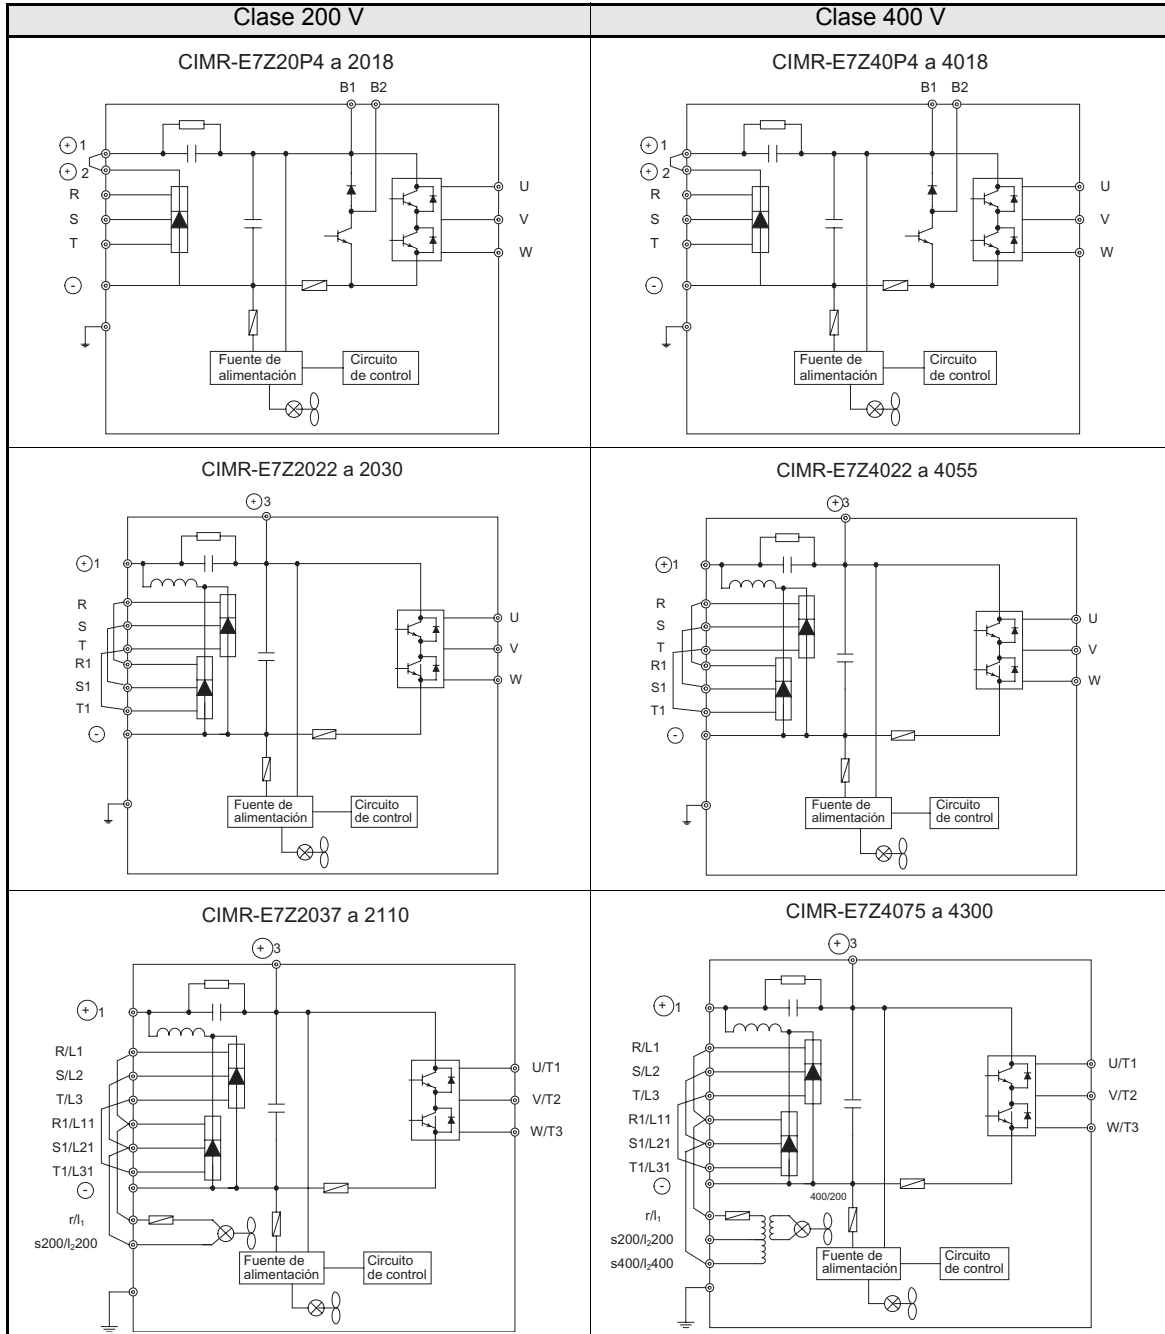 Clase 200 V
Clase 400 V
CIMR-E7Z20P4 a 2018
B1 B2
+ 1
+ 2
R
S
T
-
U
V
W
Fuente de
alimentación
Circuito
de control
CIMR-E7Z40P4 a 4018
B1 B2
+ 1
+ 2
R
S
T
-
U
V
W
Fuente de
alimentación
Circuito
de control
CIMR-E7Z2022 a 2030
+ 3
+ 1
R
S
T
R1
S1
T1
-
U
V
W
Fuente de
alimentación
Circuito
de control
CIMR-E7Z4022 a 4055
+ 3
+ 1
R
S
T
R1
S1
T1
-
U
V
W
Fuente de
alimentación
Circuito
de control
CIMR-E7Z2037 a 2110
+ 3
+ 1
R/L1
S/L2
T/L3
R1/L11
S1/L21
T1/L31
-
r/l₁
s200/l₂200
U/T1
V/T2
W/T3
Fuente de
alimentación
Circuito
de control
CIMR-E7Z4075 a 4300
+ 3
+ 1
R/L1
S/L2
T/L3
R1/L11
S1/L21
T1/L31
-
r/l₁
s200/l₂200
s400/l₂400
400/200
U/T1
V/T2
W/T3
Fuente de
alimentación
Circuito
de control